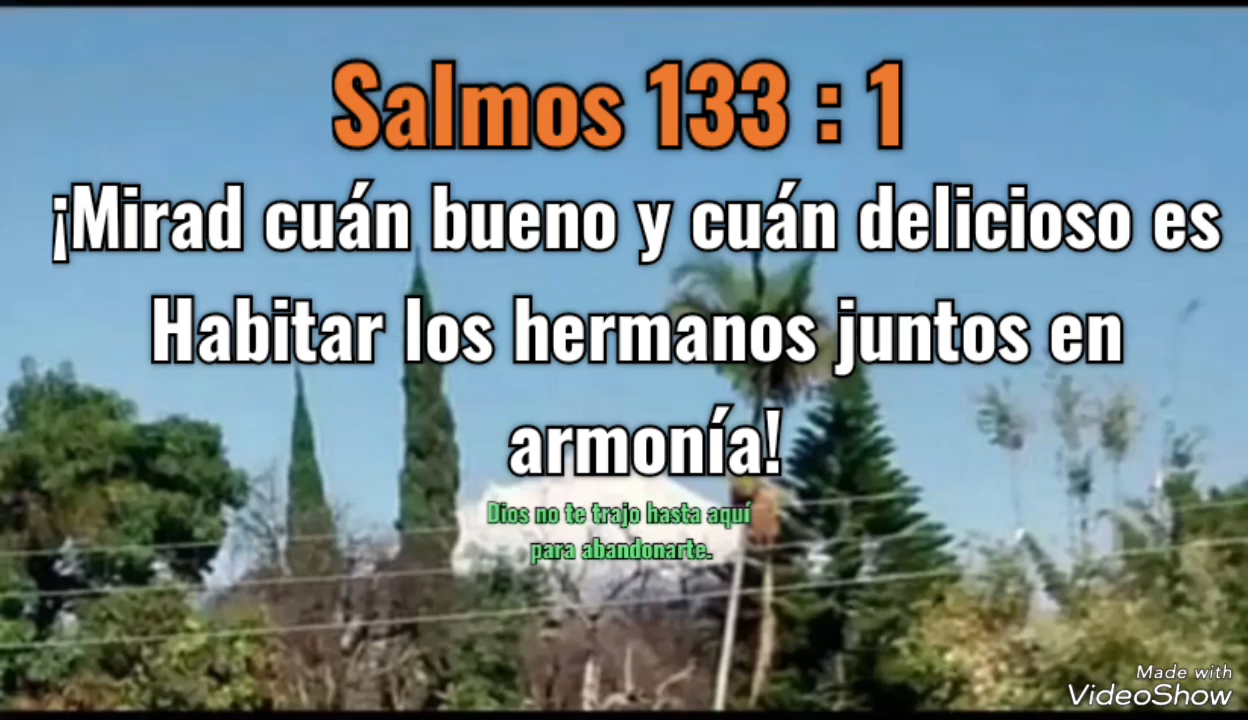 Salmos 133 : 1
¡Mirad cuán bueno y cuán delicioso es
Habitar los hermanos juntos en
armonía!
Dios no te trajo hasta aquí
para abandonarte.
Made with
VideoShow